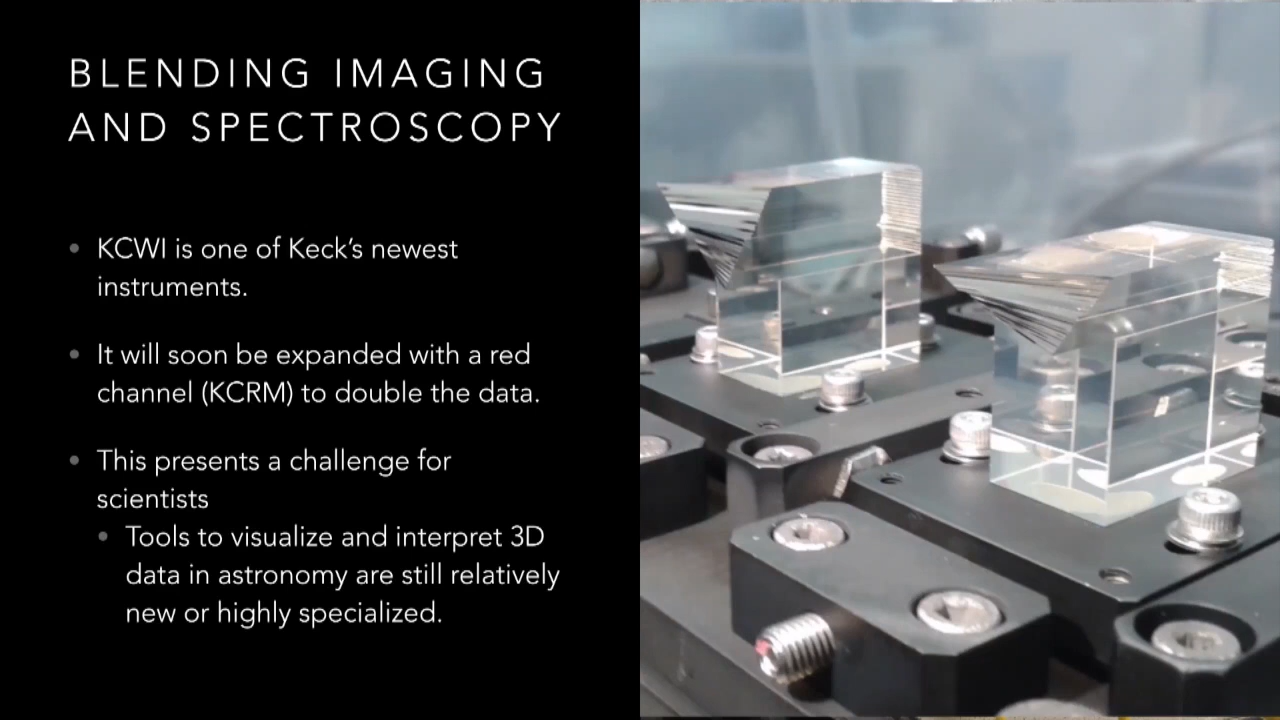 BLENDING IMAGING
AND SPECTROSCOPY
• KCWI is one of Keck’s newest
instruments.
• It will soon be expanded with a red
channel (KCRM) to double the data.
• This presents a challenge for
scientists
• Tools to visualize and interpret 3D
data in astronomy are still relatively
new or highly specialized.